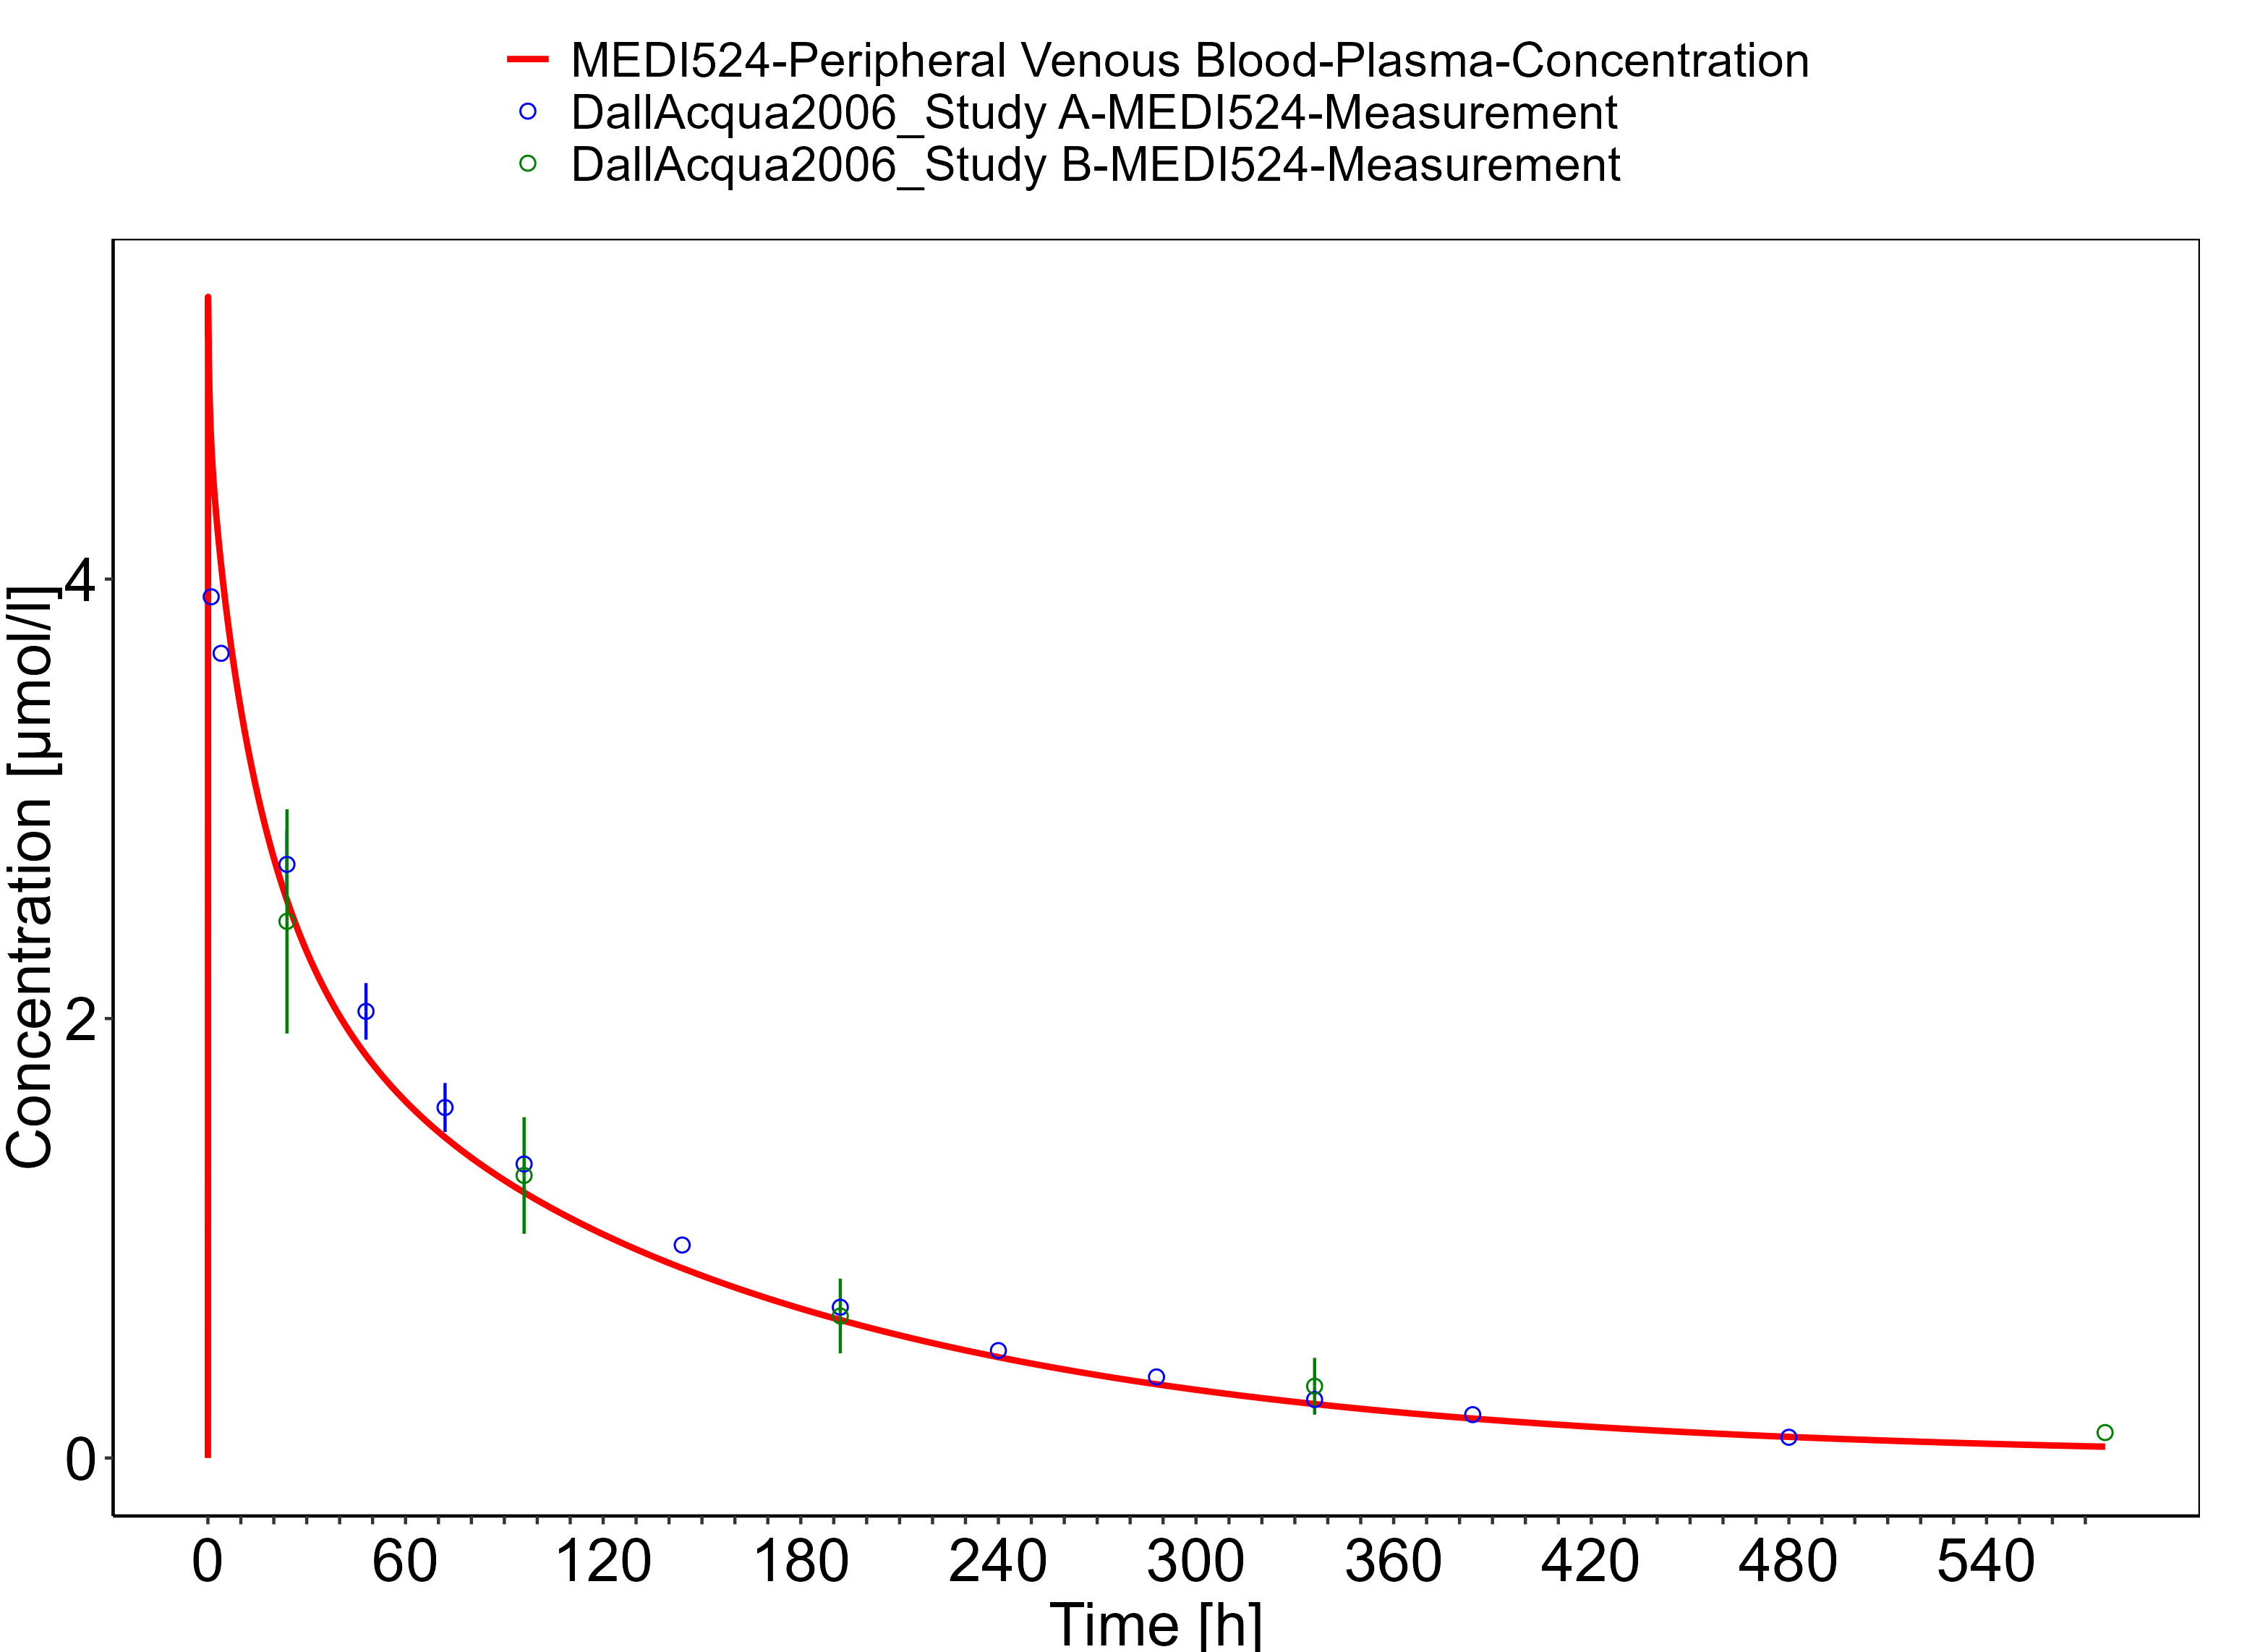 MEDI524-Peripheral Venous Blood-Plasma-Concentration
DallAcqua2006_Study A-MEDI524-Measurement
DallAcqua2006_Study B-MEDI524-Measurement
Concentration [µmol/l]
4
2
0
0 60 120 180 240 300 360 420 480 540
Time [h]